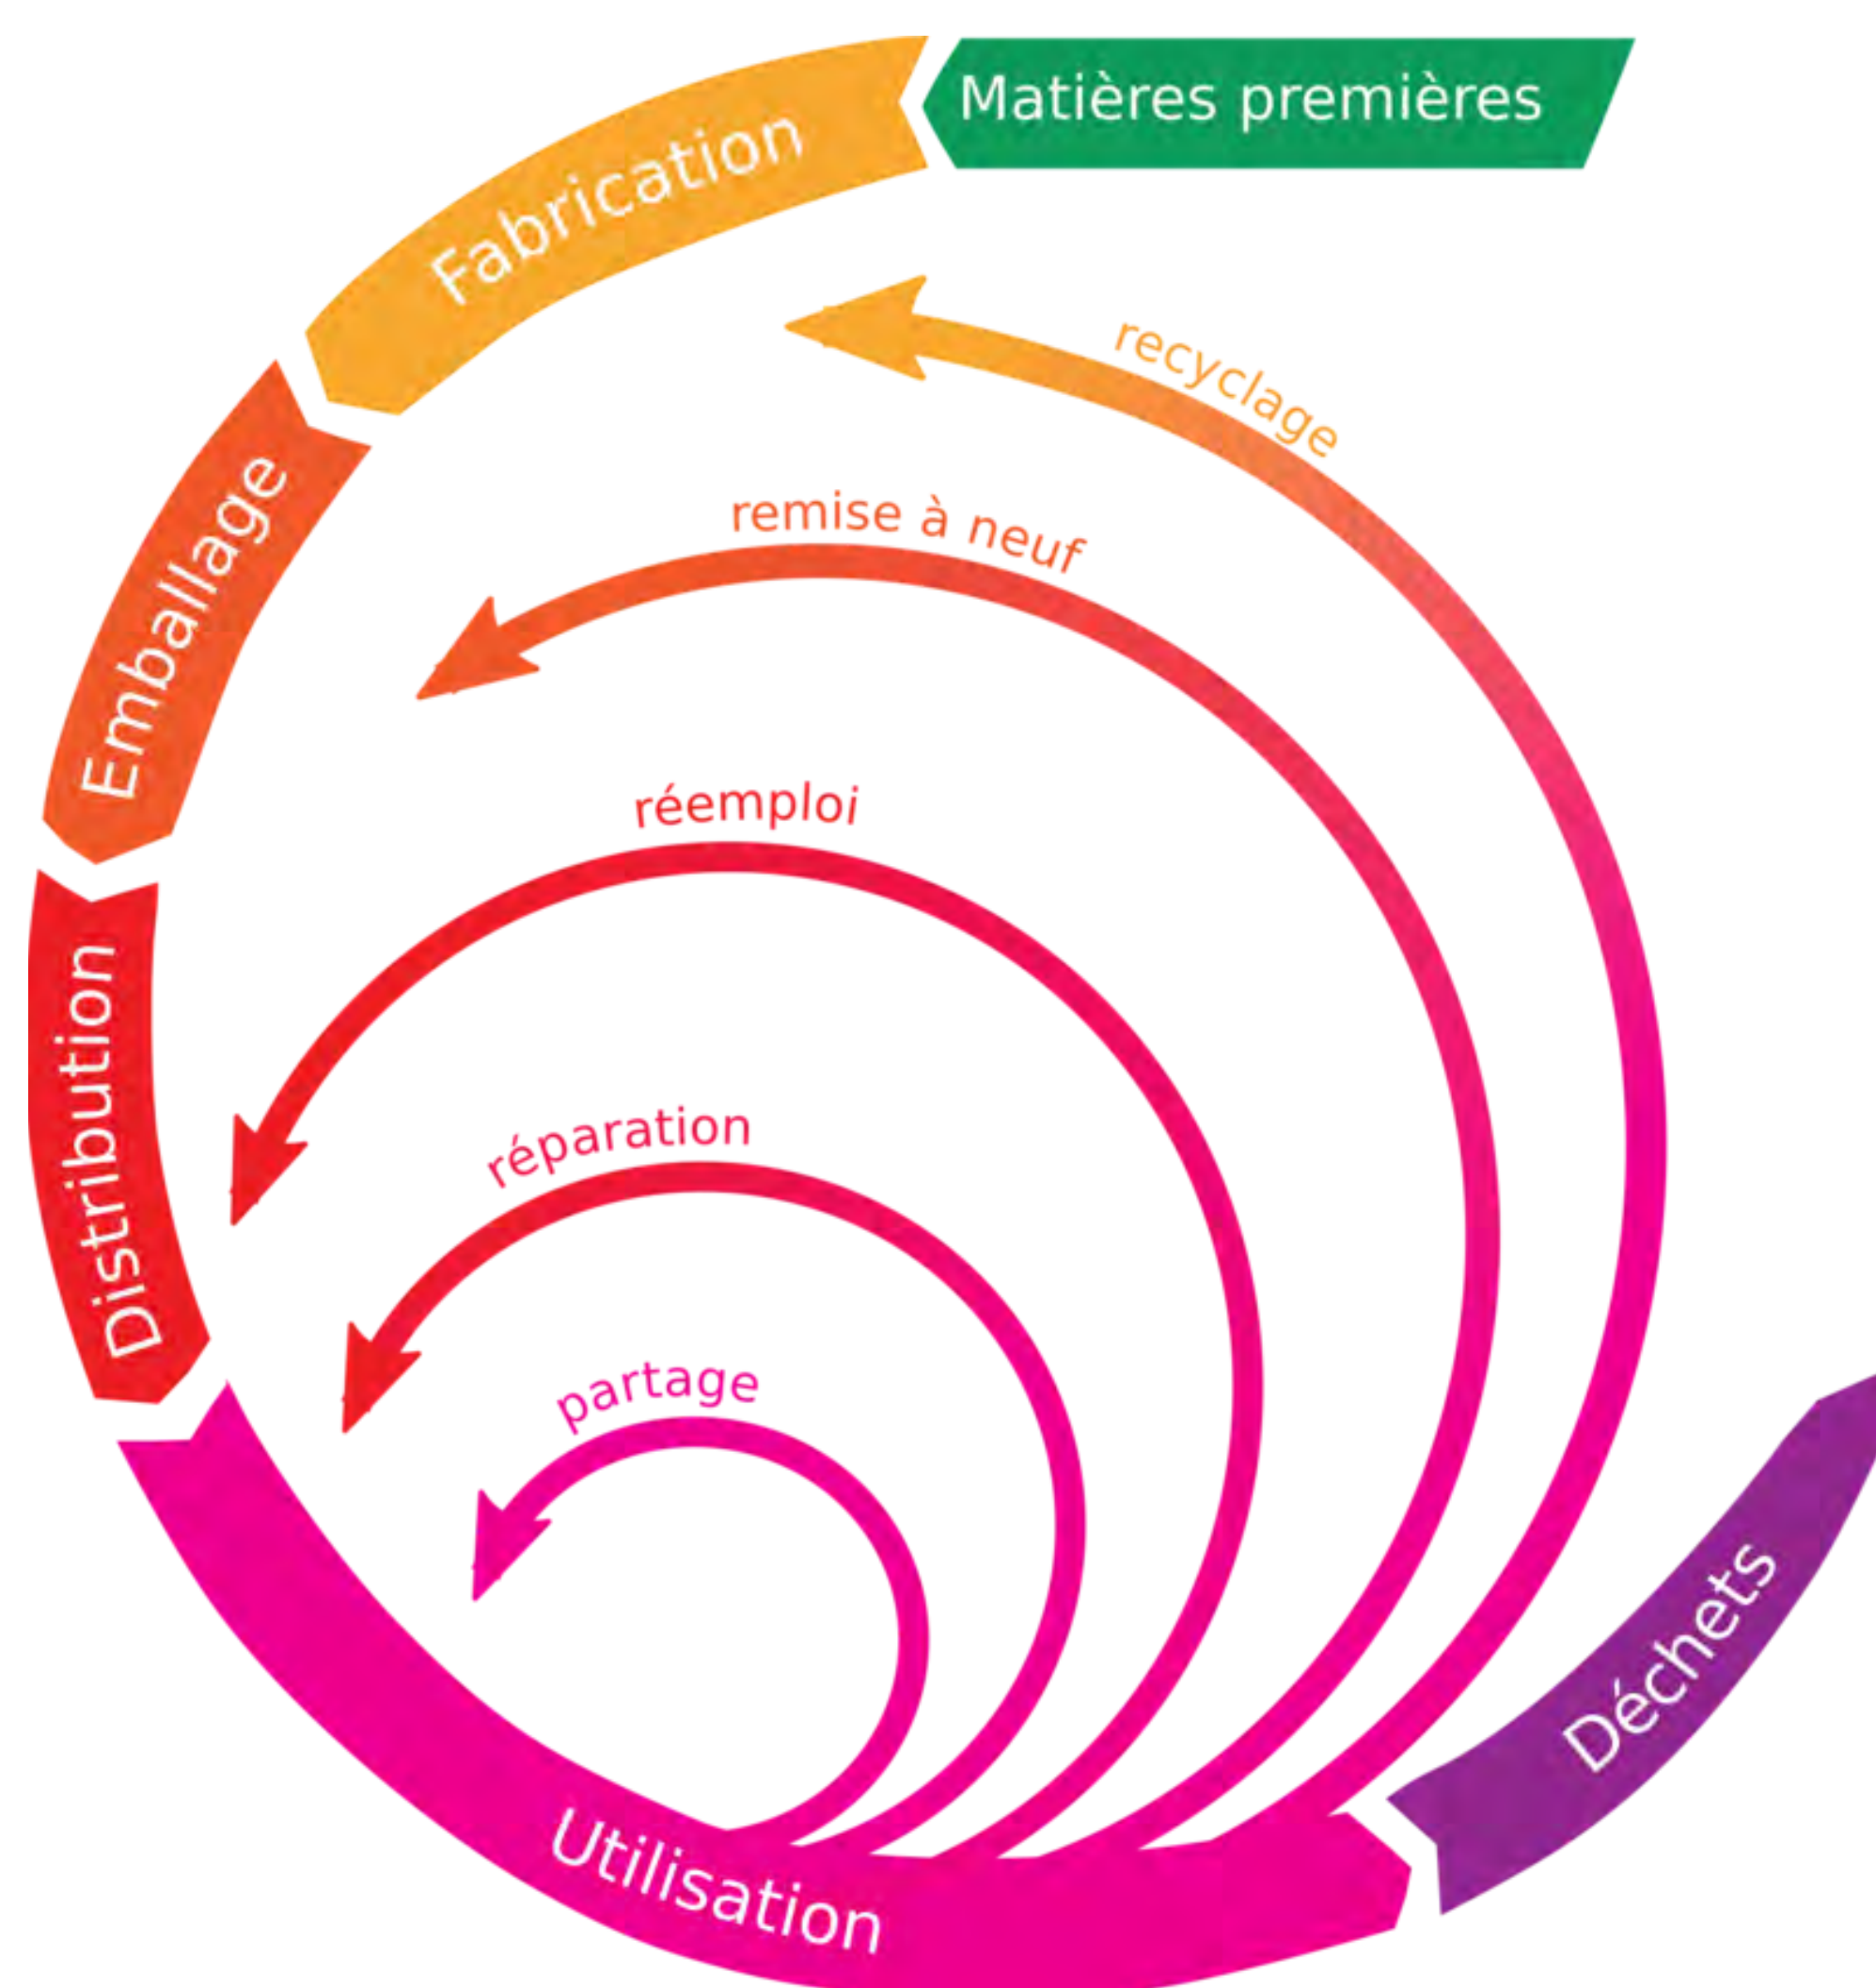 Matières premières
Fabrication
recyclage
Emballage
remise à neuf
réemploi
Distribution
réparation
partage
Déchets
Utilisation